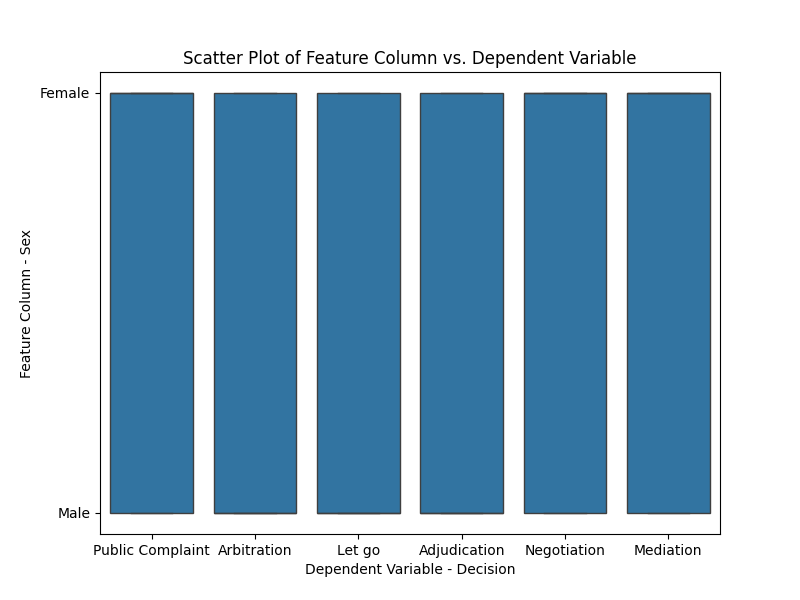 Scatter Plot of Feature Column vs. Dependent Variable
Female
Feature Column - Sex
Male
Public Complaint Arbitration Let go Adjudication Negotiation Mediation
Dependent Variable - Decision